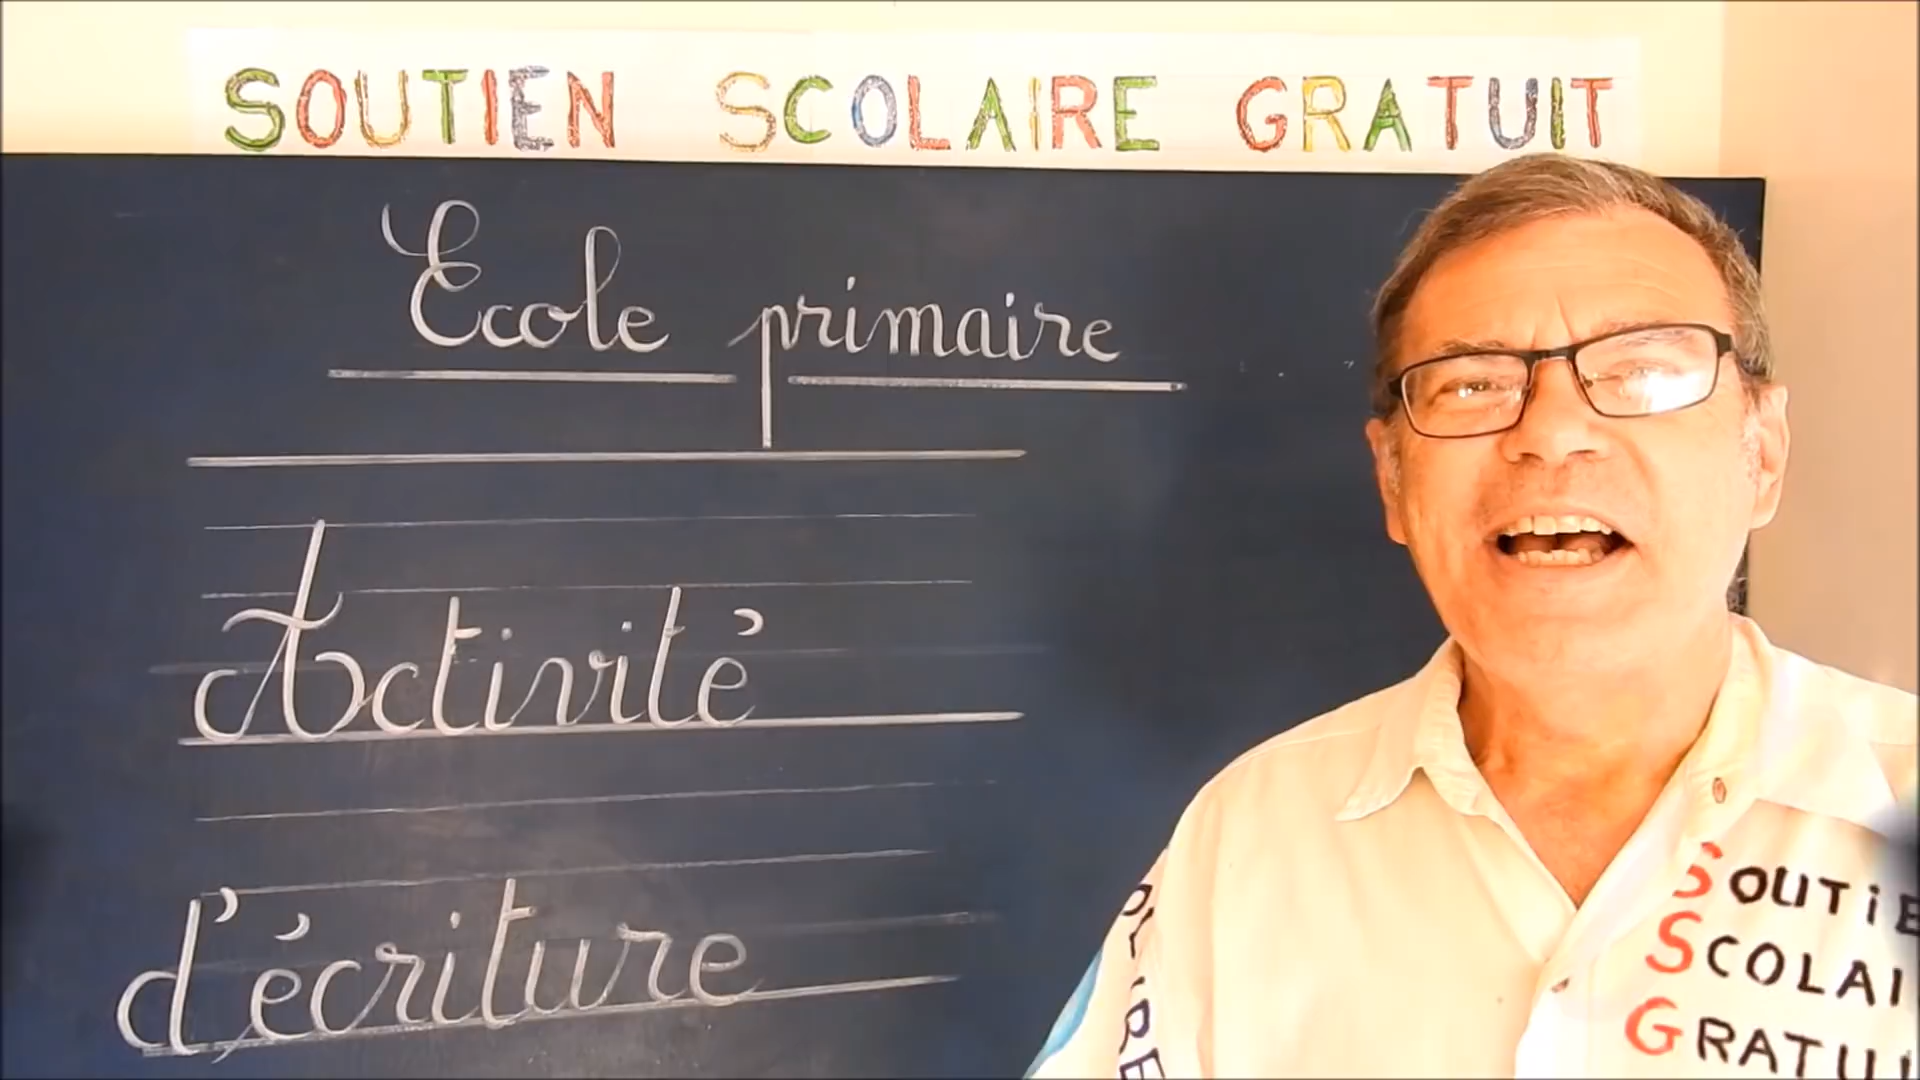 SOUTIEN SCOLAIRE GRATUIT
Ecole primaire
Activité
d'écriture
SOUTIE
SCOLAI
GRATUI